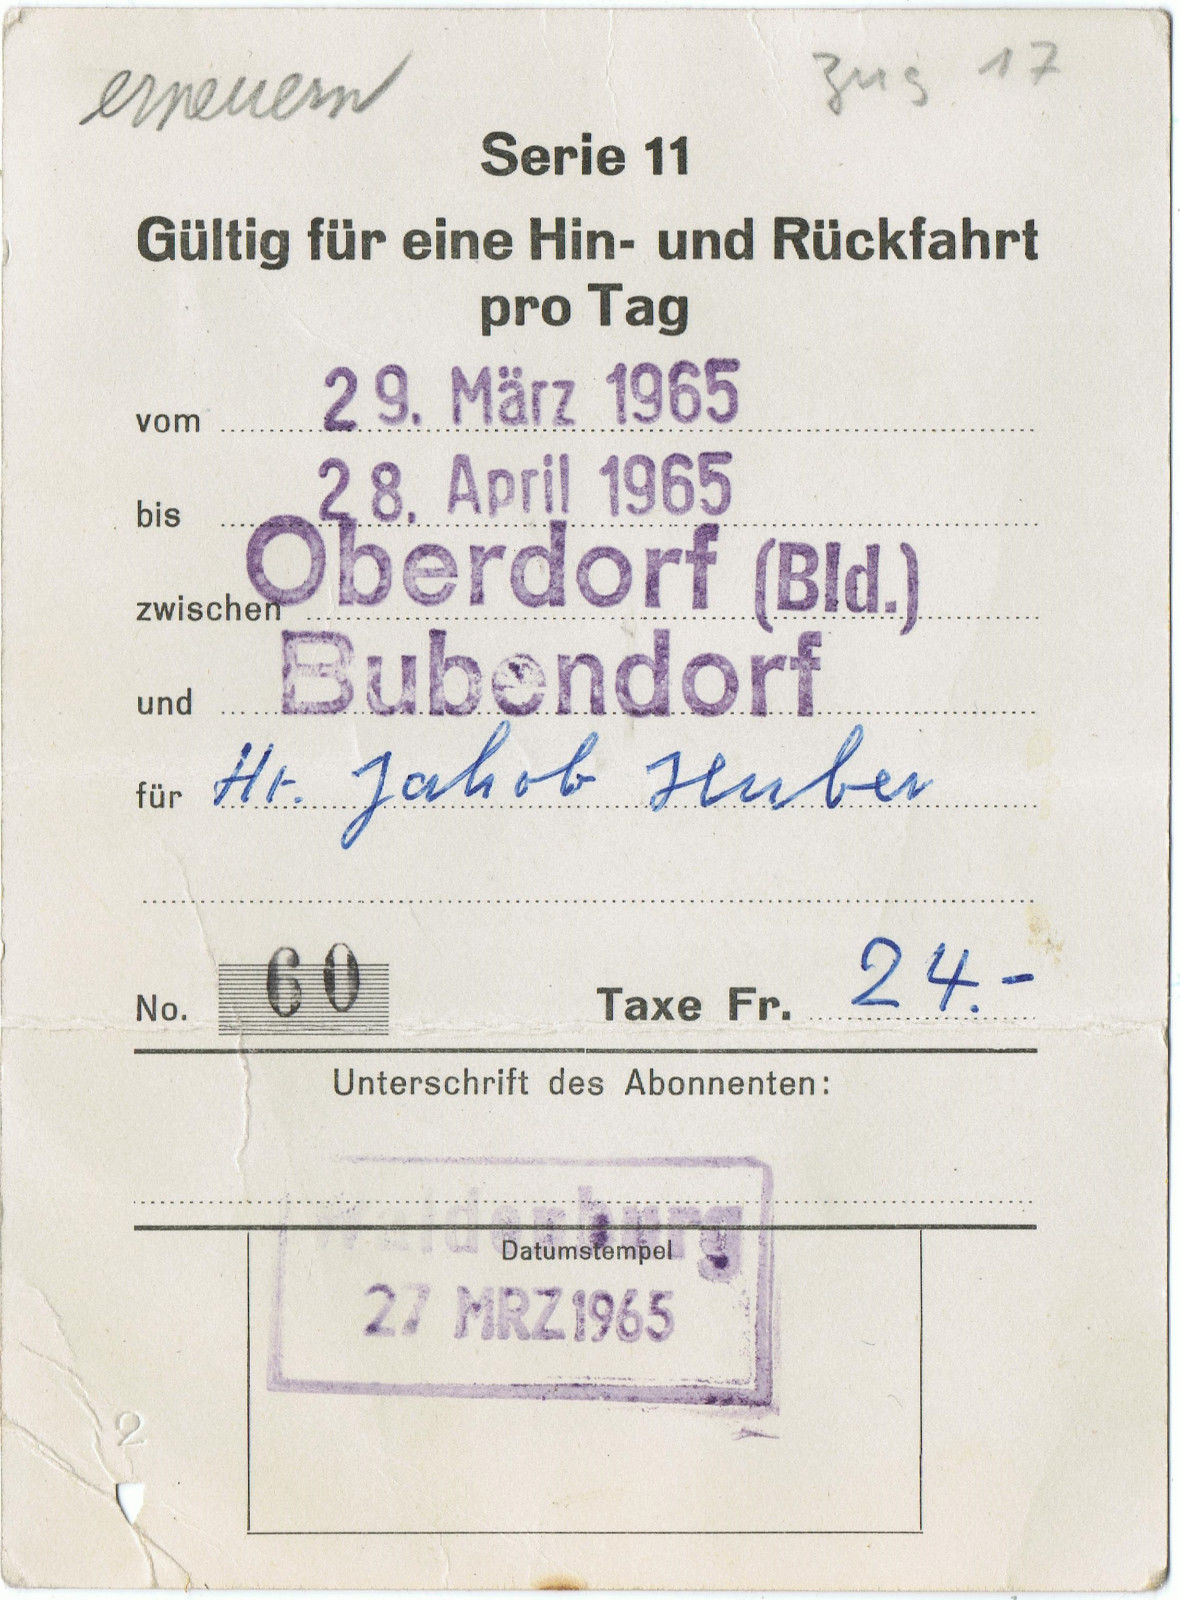 erneuern Zug 17
Serie 11
Gültig für eine Hin- und Rückfahrt
pro Tag
vom 29. März 1965
bis 28. April 1965
zwischen Oberdorf (Bld.)
und Bubendorf
für Hr. Jakob Huber
No. 60 Taxe Fr. 24.-
Unterschrift des Abonnenten:
Waldenburg
Datumstempel
27 MRZ 1965
2